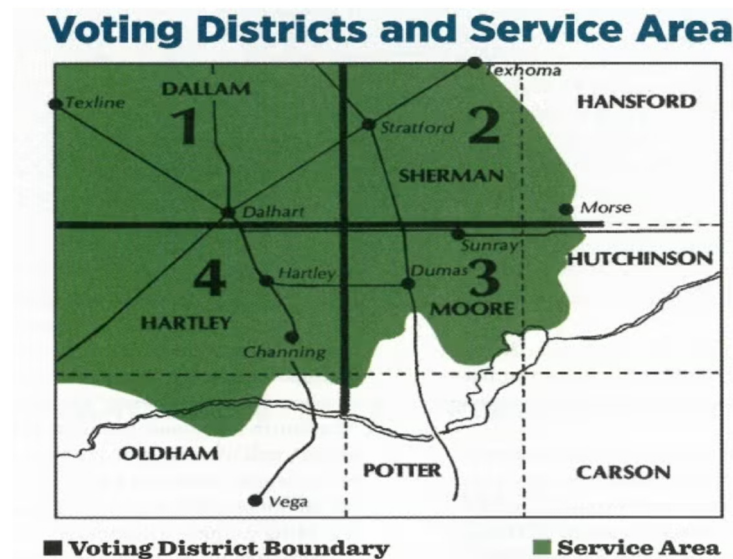 Voting Districts and Service Area
Texhoma
DALLAM
HANSFORD
Texline
1
2
Stratford
SHERMAN
Dalhart
Morse
Sunray
HUTCHINSON
4
Hartley
Dumas
3
MOORE
HARTLEY
Channing
OLDHAM
POTTER
CARSON
Vega
Voting District Boundary
Service Area